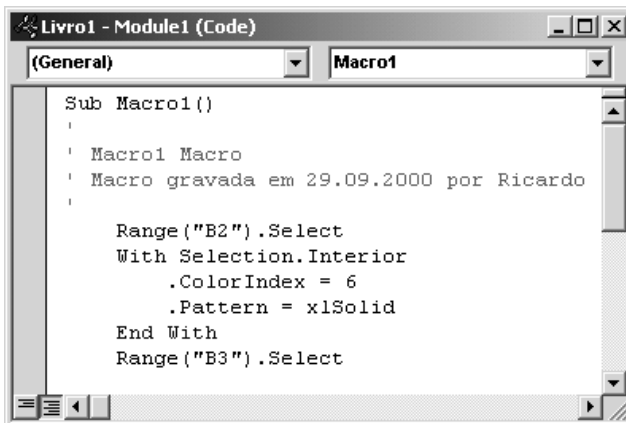 Livro1 - Module1 (Code)
(General) Macro1
Sub Macro1()
'
' Macro1 Macro
' Macro gravada em 29.09.2000 por Ricardo
'
Range("B2").Select
With Selection.Interior
.ColorIndex = 6
.Pattern = xlSolid
End With
Range("B3").Select